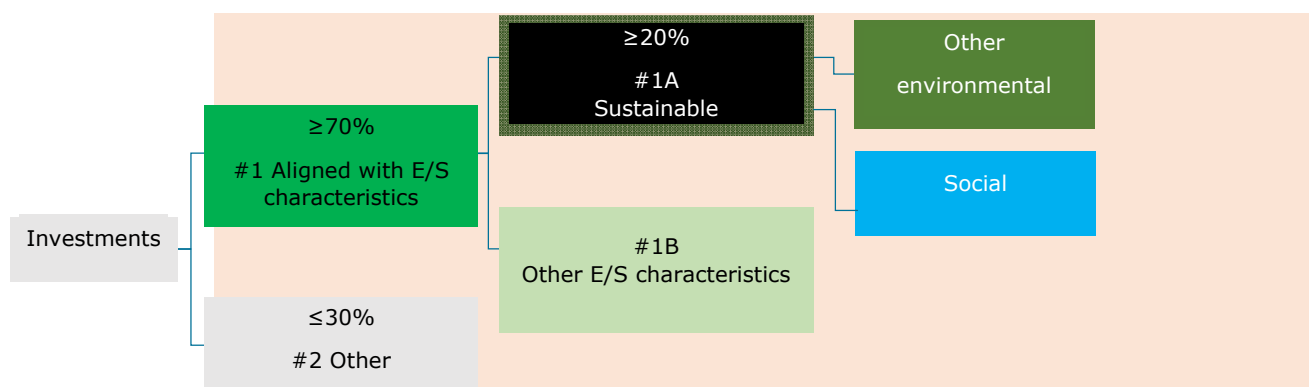 Investments
≥70%
#1 Aligned with E/S
characteristics
≤30%
#2 Other
≥20%
#1A
Sustainable
#1B
Other E/S characteristics
Other
environmental
Social